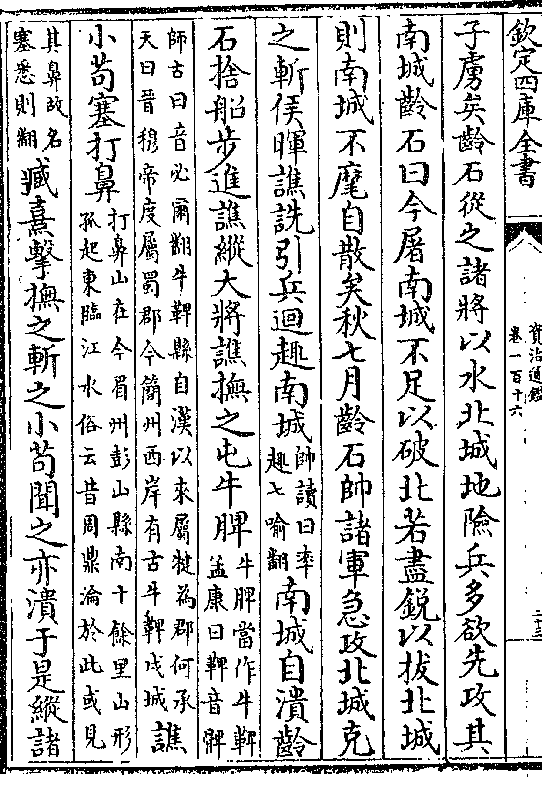 欽定四庫全書
資治通鑑
卷一百十六
子虜矣齡石從之諸將以水北城地險兵多欲先攻其
南城齡石曰今屠南城不足以破北若盡銳以拔北城
則南城不麾自散矣秋七月齡石帥諸軍急攻北城克
之斬侯暉譙詵引兵迴趣南城帥讀曰率趣七喻翻南城自潰齡
石捨船步進譙縱大將譙撫之屯牛脾牛脾當作牛鞞孟康曰鞞音髀
師古曰音必爾翻牛鞞縣自漢以來屬犍為郡何承天曰晉穆帝度屬蜀郡今簡州西岸有古牛鞞戍城譙
小茍塞打鼻打鼻山在今眉州彭山縣南十餘里山形孤起東臨江水俗云昔周鼎淪於此或見
其鼻故名塞悉則翻臧熹擊撫之斬之小茍聞之亦潰于是縱諸